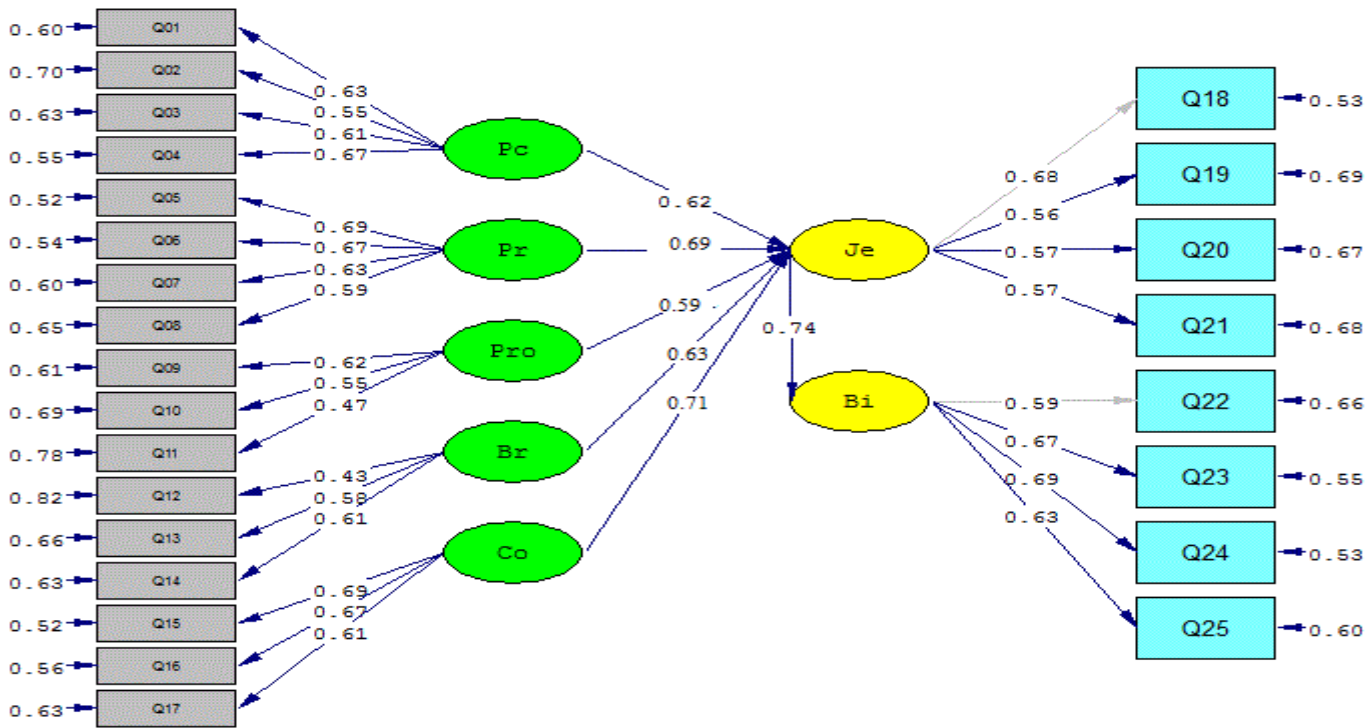 0.60 Q01
0.70 Q02
0.63 Q03
0.55 Q04
0.52 Q05
0.54 Q06
0.60 Q07
0.65 Q08
0.61 Q09
0.69 Q10
0.78 Q11
0.82 Q12
0.66 Q13
0.63 Q14
0.52 Q15
0.56 Q16
0.63 Q17
0.63
0.55
0.61
0.67
0.69
0.67
0.63
0.59
0.62
0.55
0.47
0.43
0.58
0.61
0.69
0.67
0.61
Pc
Pr
Pro
Br
Co
0.62
0.69
0.59
0.63
0.71
Je
0.74
Bi
0.68
0.56
0.57
0.57
0.59
0.67
0.69
0.63
Q18 0.53
Q19 0.69
Q20 0.67
Q21 0.68
Q22 0.66
Q23 0.55
Q24 0.53
Q25 0.60